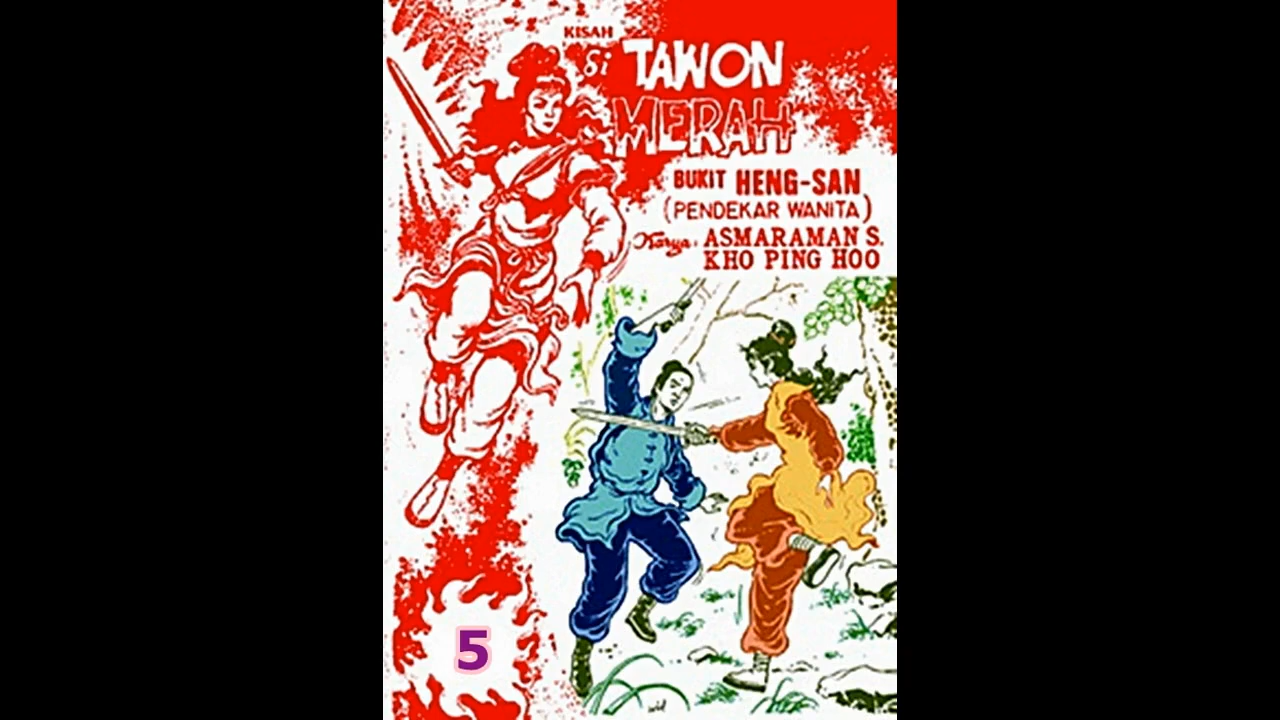 KISAH
Si TAWON
MERAH
BUKIT HENG-SAN
(PENDEKAR WANITA)
Karya: ASMARAMAN S.
KHO PING HOO
5